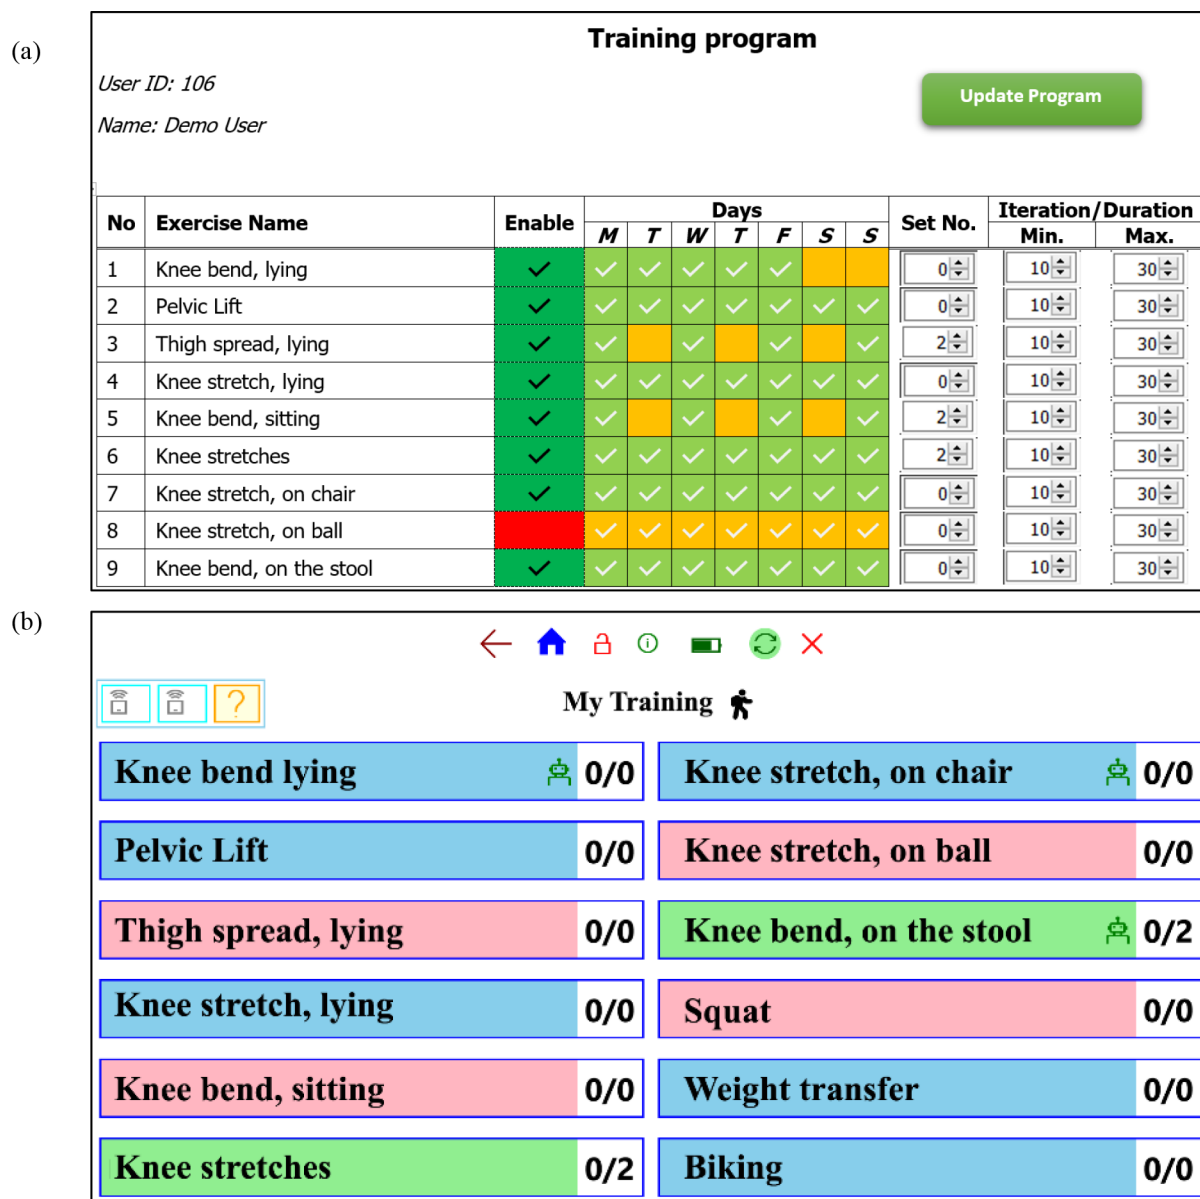 (a)
Training program
User ID: 106
Update Program
Name: Demo User
No Exercise Name Enable Days Set No. Iteration/Duration
M T W T F S S Min. Max.
1 Knee bend, lying 0 10 30
2 Pelvic Lift 0 10 30
3 Thigh spread, lying 2 10 30
4 Knee stretch, lying 0 10 30
5 Knee bend, sitting 2 10 30
6 Knee stretches 2 10 30
7 Knee stretch, on chair 0 10 30
8 Knee stretch, on ball 0 10 30
9 Knee bend, on the stool 0 10 30
(b)
? My Training
Knee bend lying 0/0 Knee stretch, on chair 0/0
Pelvic Lift 0/0 Knee stretch, on ball 0/0
Thigh spread, lying 0/0 Knee bend, on the stool 0/2
Knee stretch, lying 0/0 Squat 0/0
Knee bend, sitting 0/0 Weight transfer 0/0
Knee stretches 0/2 Biking 0/0